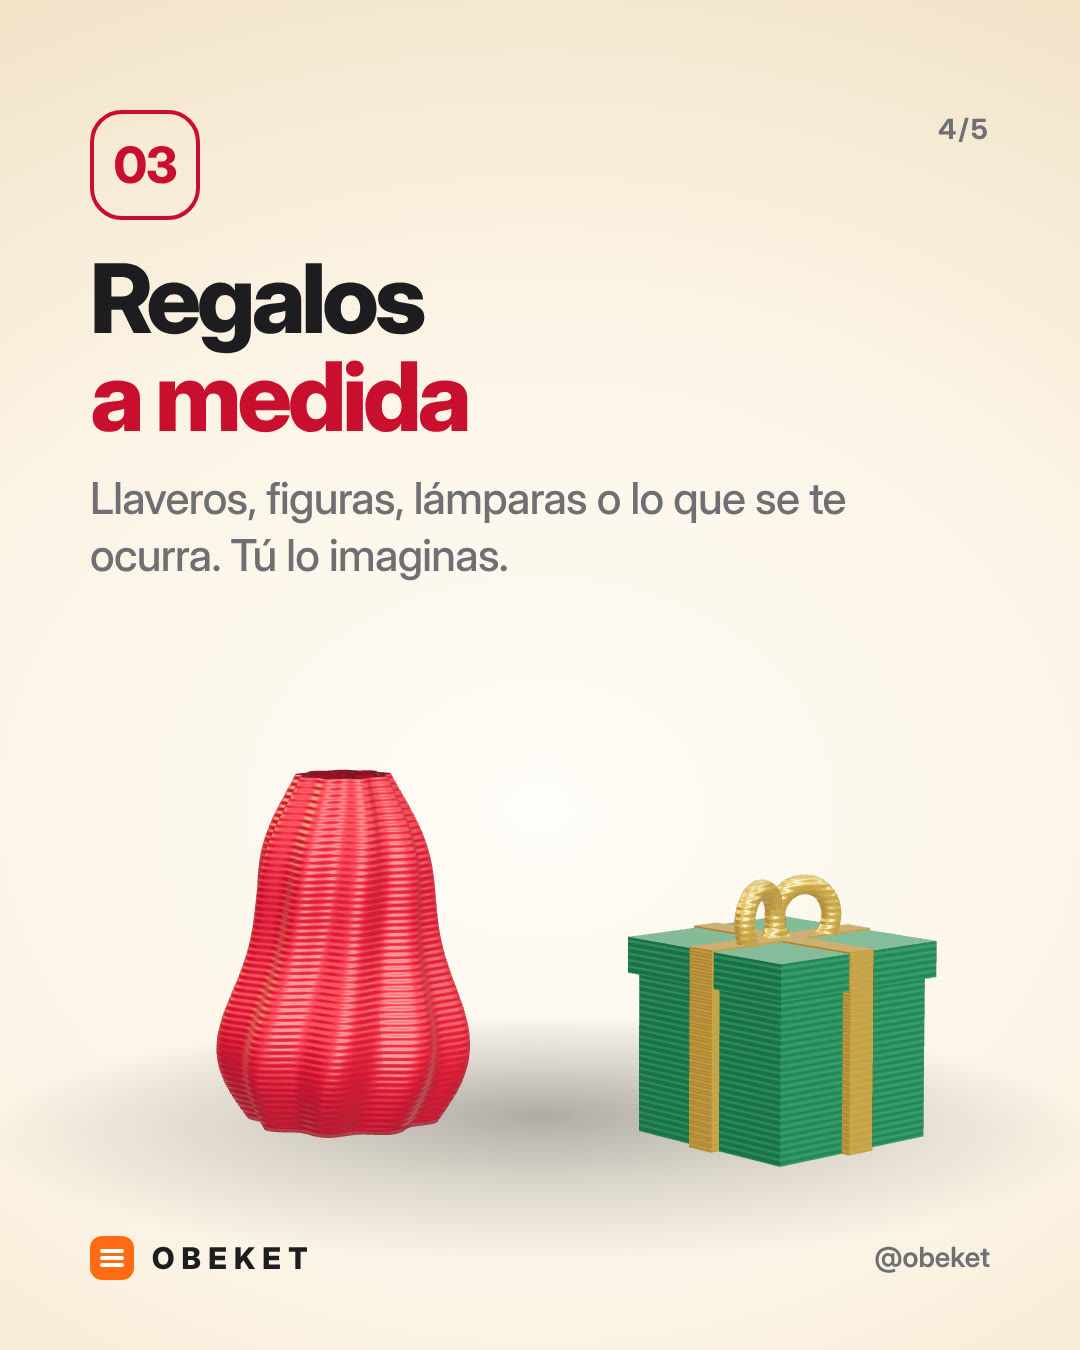 03
4/5
Regalos
a medida
Llaveros, figuras, lámparas o lo que se te
ocurra. Tú lo imaginas.
OBEKET
@obeket